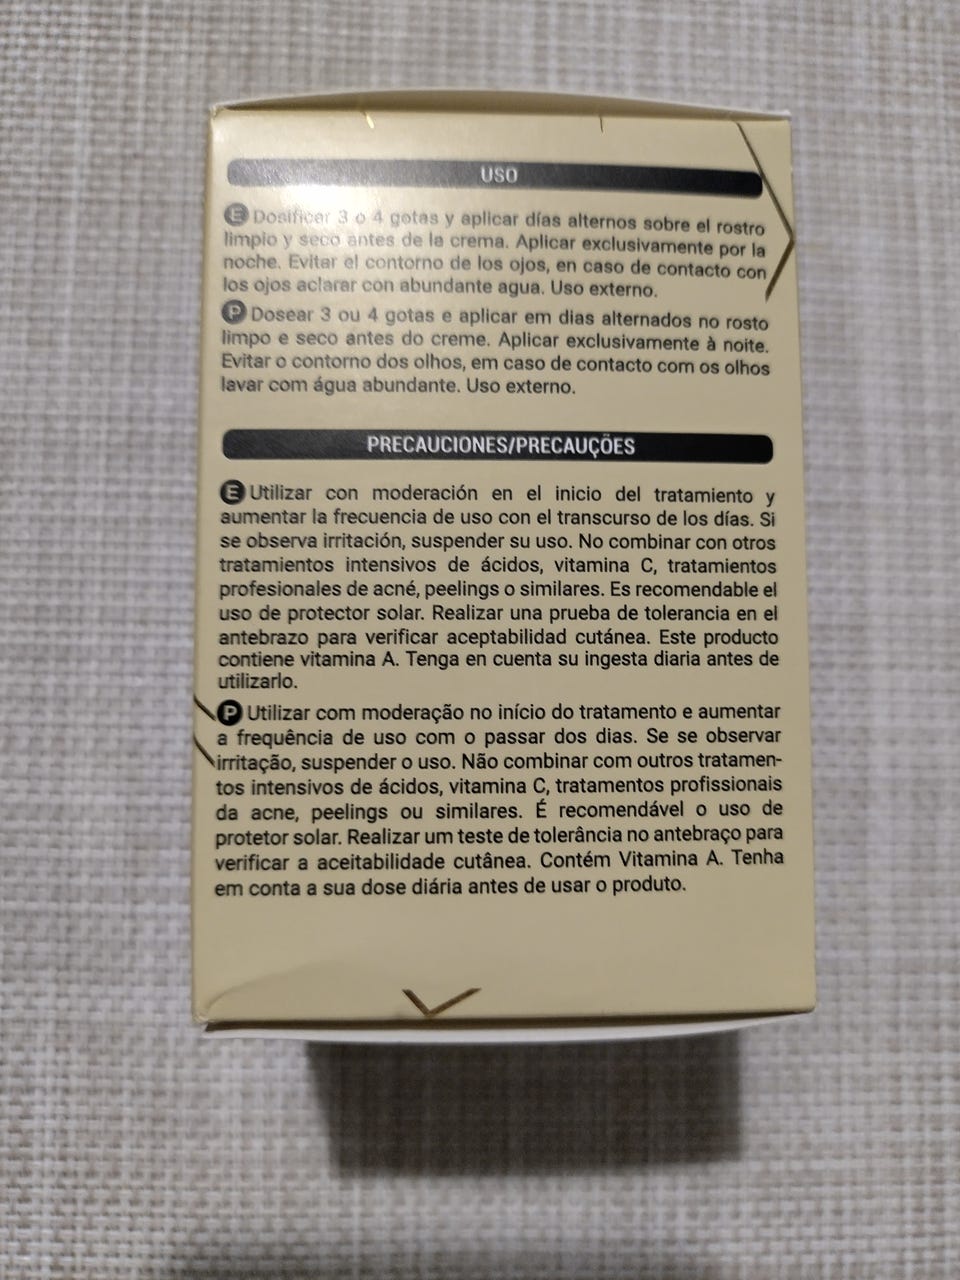 USO
E Dosificar 3 o 4 gotas y aplicar días alternos sobre el rostro
limpio y seco antes de la crema. Aplicar exclusivamente por la
noche. Evitar el contorno de los ojos, en caso de contacto con
los ojos aclarar con abundante agua. Uso externo.
P Dosear 3 ou 4 gotas e aplicar em dias alternados no rosto
limpo e seco antes do creme. Aplicar exclusivamente à noite.
Evitar o contorno dos olhos, em caso de contacto com os olhos
lavar com água abundante. Uso externo.
PRECAUCIONES/PRECAUÇÕES
E Utilizar con moderación en el inicio del tratamiento y
aumentar la frecuencia de uso con el transcurso de los días. Si
se observa irritación, suspender su uso. No combinar con otros
tratamientos intensivos de ácidos, vitamina C, tratamientos
profesionales de acné, peelings o similares. Es recomendable el
uso de protector solar. Realizar una prueba de tolerancia en el
antebrazo para verificar aceptabilidad cutánea. Este producto
contiene vitamina A. Tenga en cuenta su ingesta diaria antes de
utilizarlo.
P Utilizar com moderação no início do tratamento e aumentar
a frequência de uso com o passar dos dias. Se se observar
irritação, suspender o uso. Não combinar com outros tratamen-
tos intensivos de ácidos, vitamina C, tratamentos profissionais
da acne, peelings ou similares. É recomendável o uso de
protetor solar. Realizar um teste de tolerância no antebraço para
verificar a aceitabilidade cutânea. Contém Vitamina A. Tenha
em conta a sua dose diária antes de usar o produto.